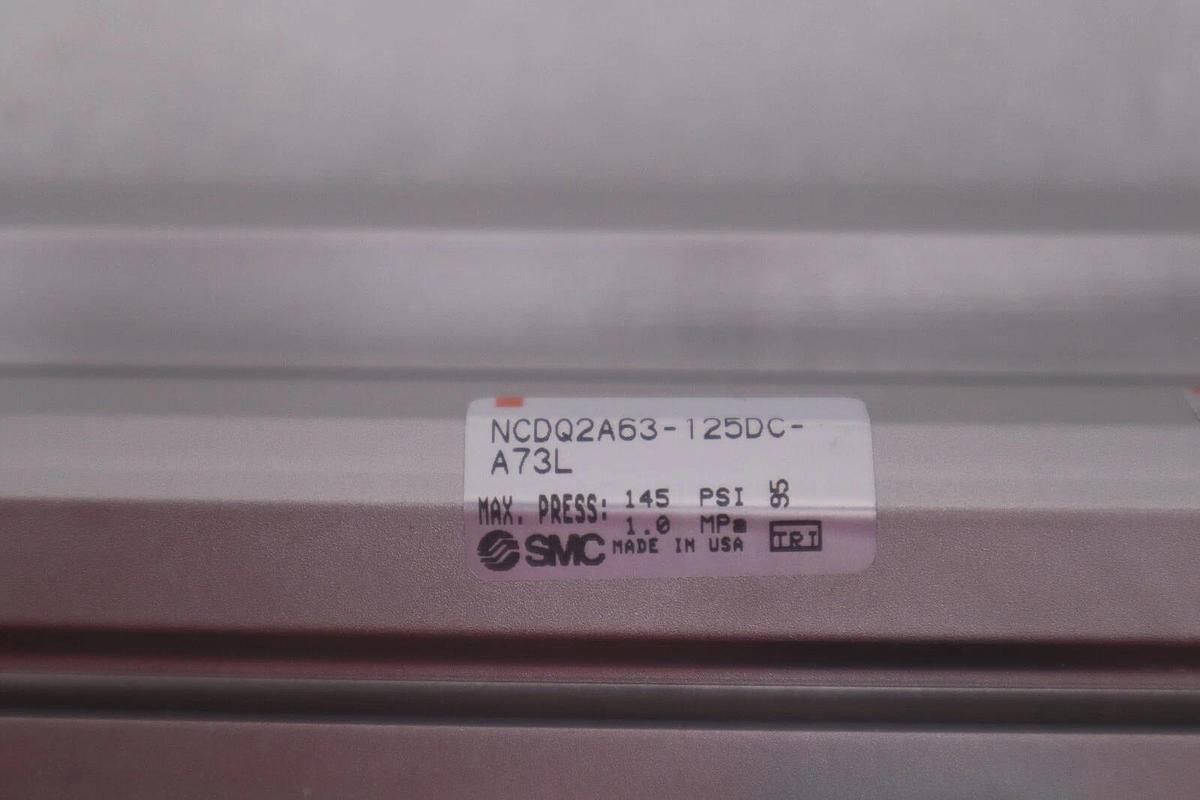 NCDQ2A63-125DC-
A73L
MAX. PRESS: 145 PSI 95
1.0 MPa
SMC MADE IN USA TRI